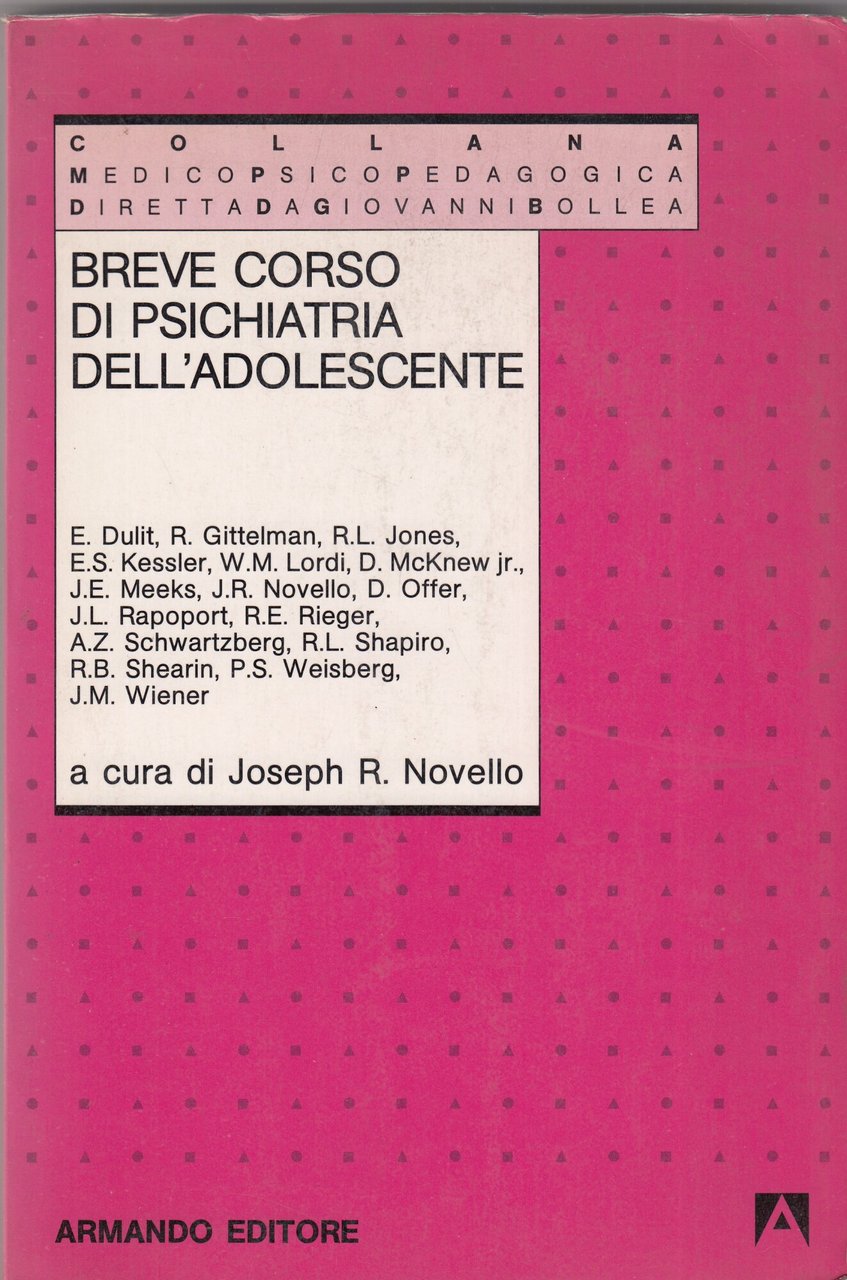 COLLANA
MEDICOPSICOPEDAGOGICA
DIRETTADAGIOVANNIBOLLEA
BREVE CORSO
DI PSICHIATRIA
DELL'ADOLESCENTE
E. Dulit, R. Gittelman, R.L. Jones,
E.S. Kessler, W.M. Lordi, D. McKnew jr.,
J.E. Meeks, J.R. Novello, D. Offer,
J.L. Rapoport, R.E. Rieger,
A.Z. Schwartzberg, R.L. Shapiro,
R.B. Shearin, P.S. Weisberg,
J.M. Wiener
a cura di Joseph R. Novello
ARMANDO EDITORE
A